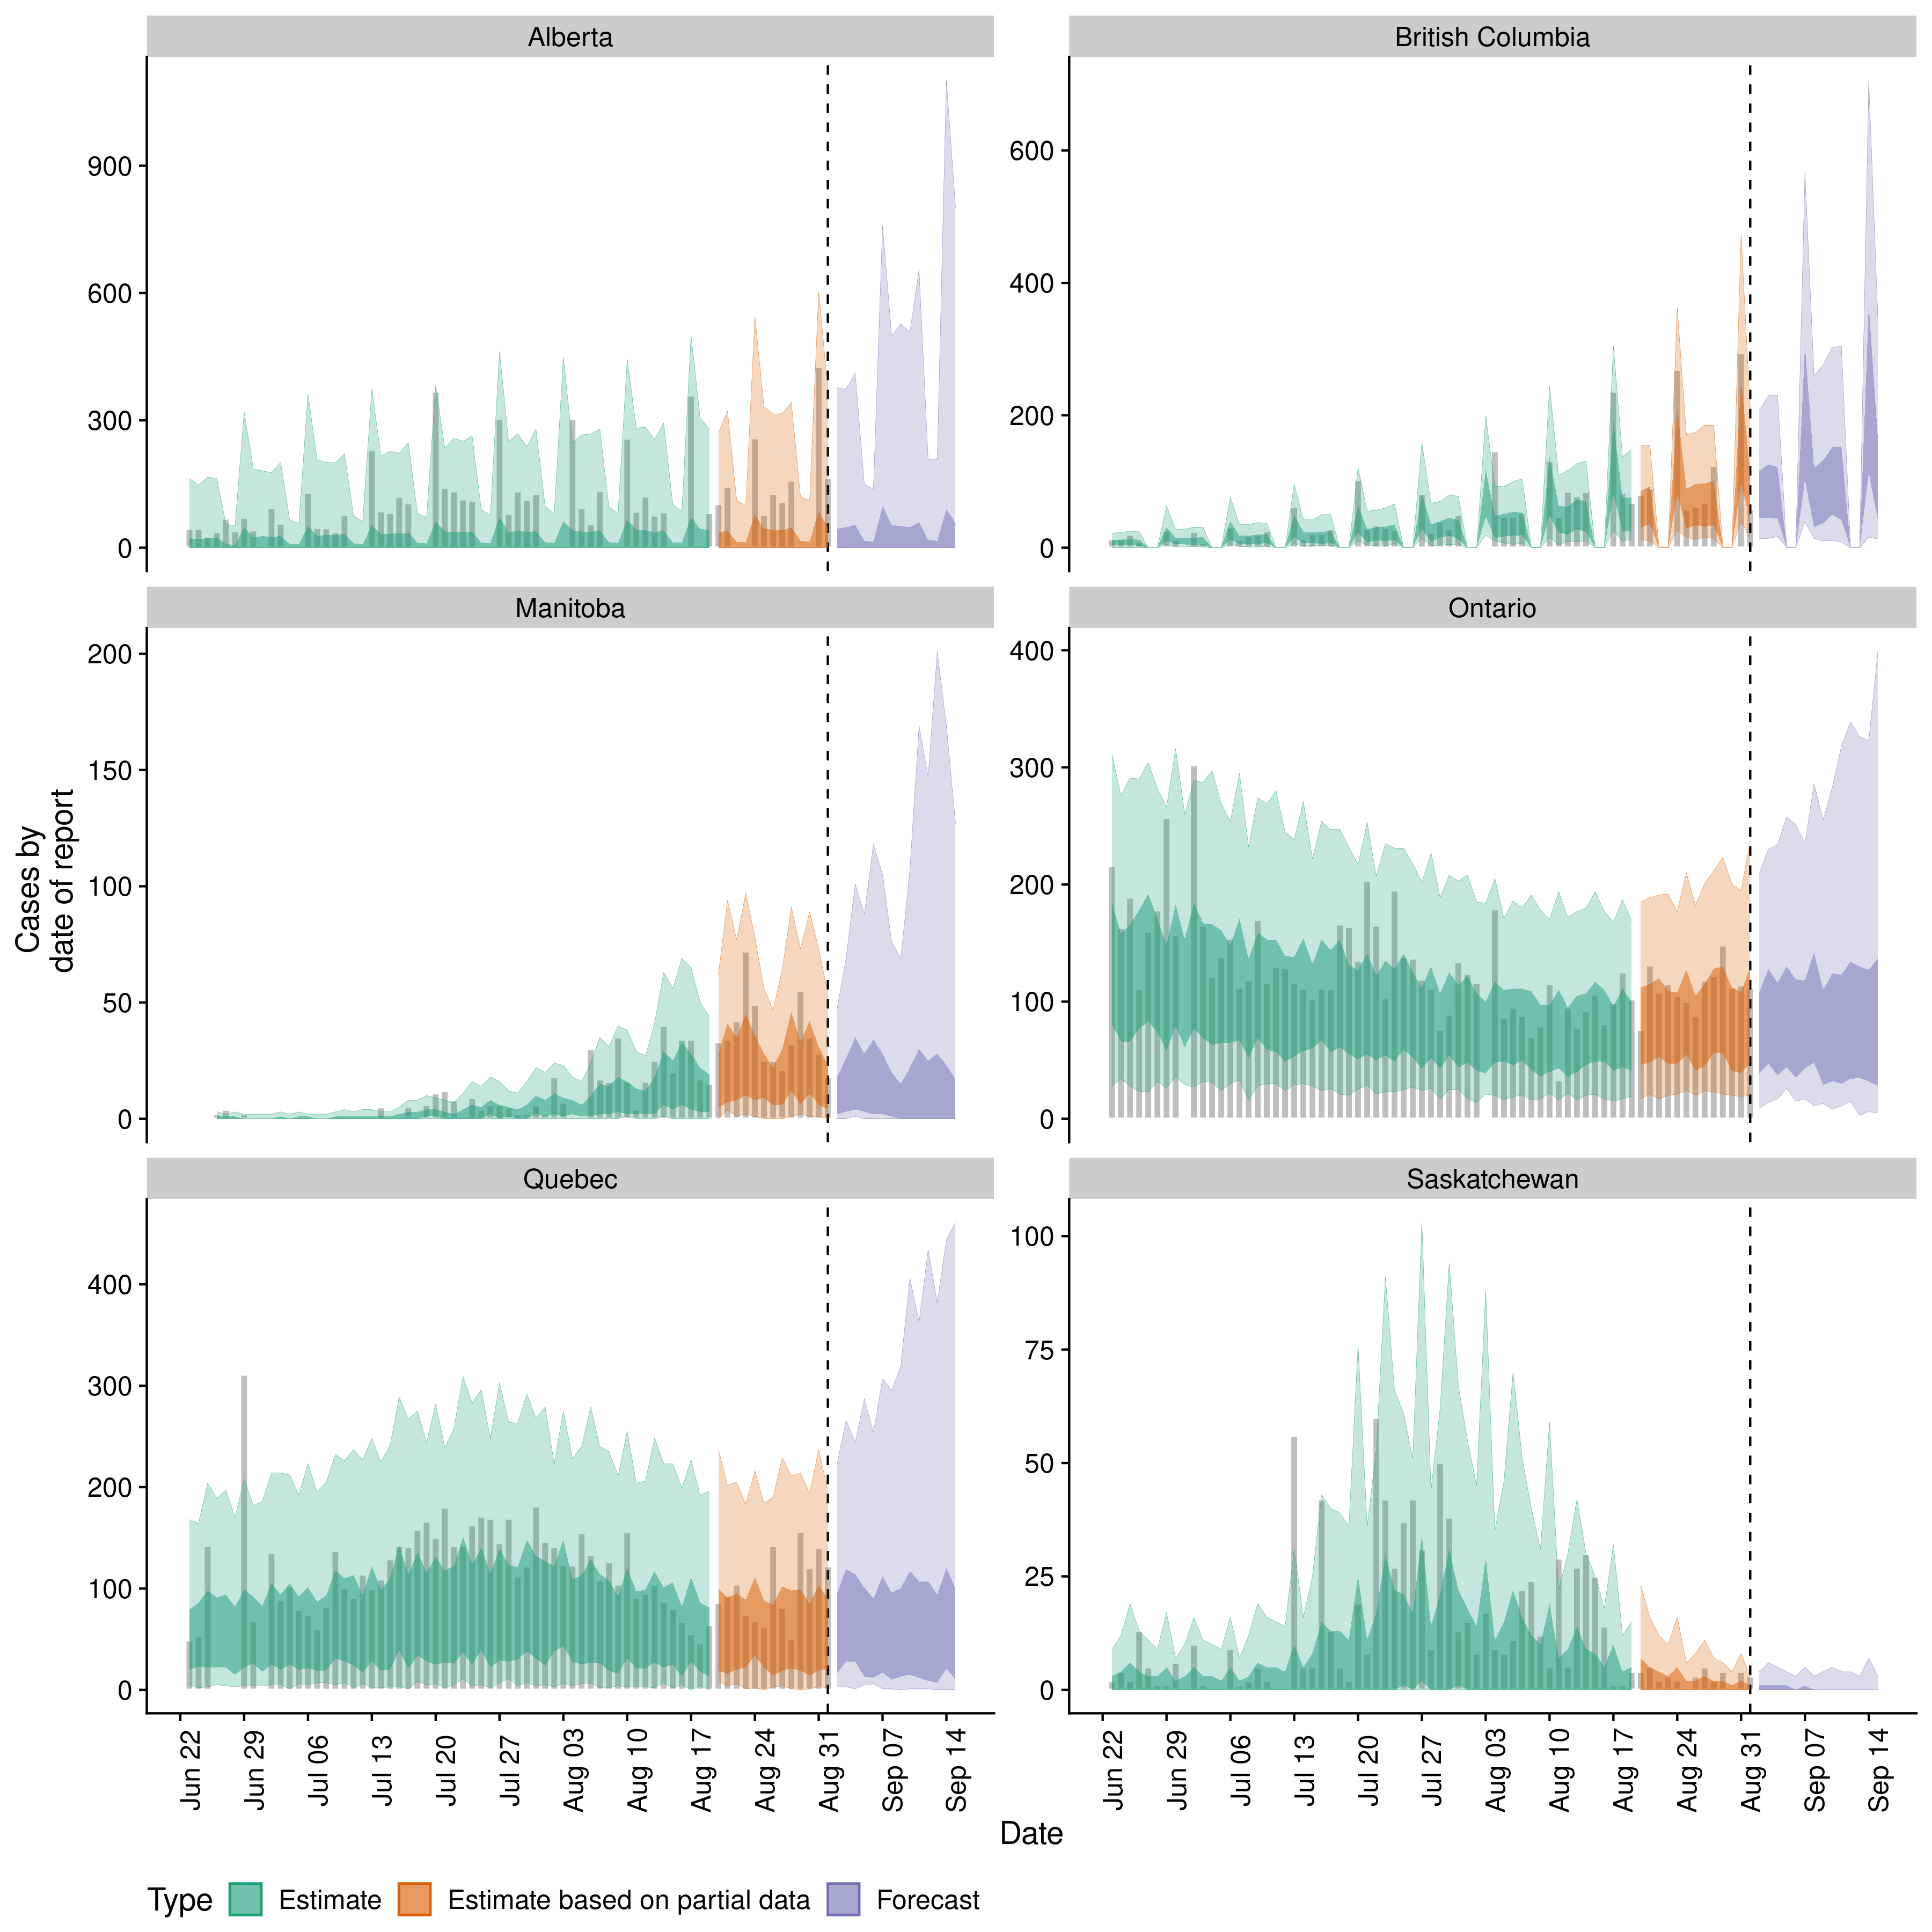 Alberta
British Columbia
900
600
300
0
600
400
200
0
Manitoba
Ontario
200
150
100
50
0
400
300
200
100
0
Cases by
date of report
Quebec
Saskatchewan
400
300
200
100
0
100
75
50
25
0
Jun 22
Jun 29
Jul 06
Jul 13
Jul 20
Jul 27
Aug 03
Aug 10
Aug 17
Aug 24
Aug 31
Sep 07
Sep 14
Jun 22
Jun 29
Jul 06
Jul 13
Jul 20
Jul 27
Aug 03
Aug 10
Aug 17
Aug 24
Aug 31
Sep 07
Sep 14
Date
Type Estimate Estimate based on partial data Forecast